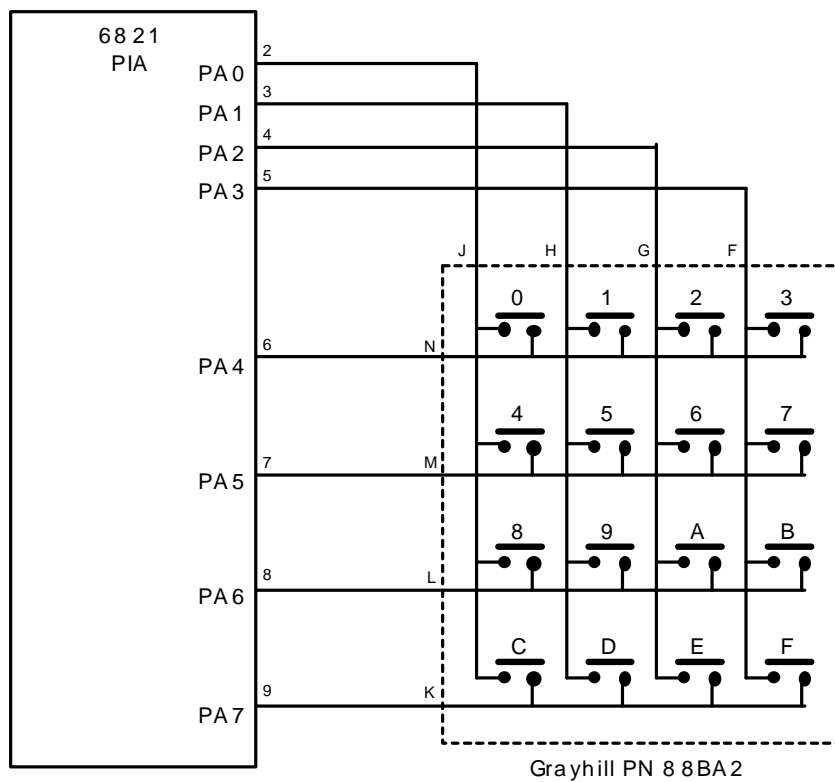 6821
PIA
2
PA0
3
PA1
4
PA2
5
PA3
J H G F
0 1 2 3
6 N
PA4
4 5 6 7
7 M
PA5
8 9 A B
8 L
PA6
C D E F
9 K
PA7
Grayhill PN 88BA2